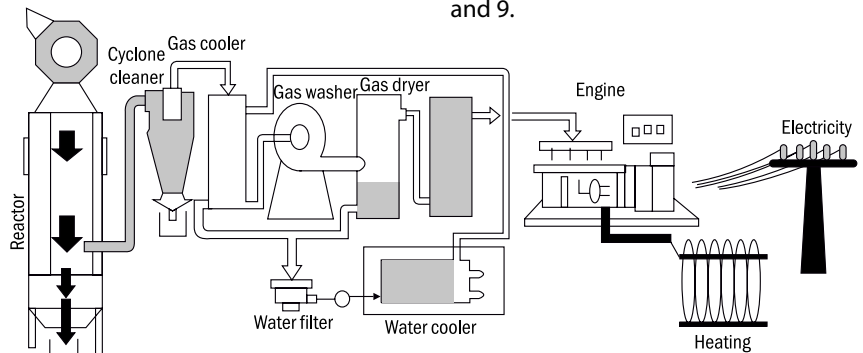 and 9.
Gas cooler
Cyclone
cleaner
Gas washer
Gas dryer
Engine
Electricity
Reactor
Water filter
Water cooler
Heating